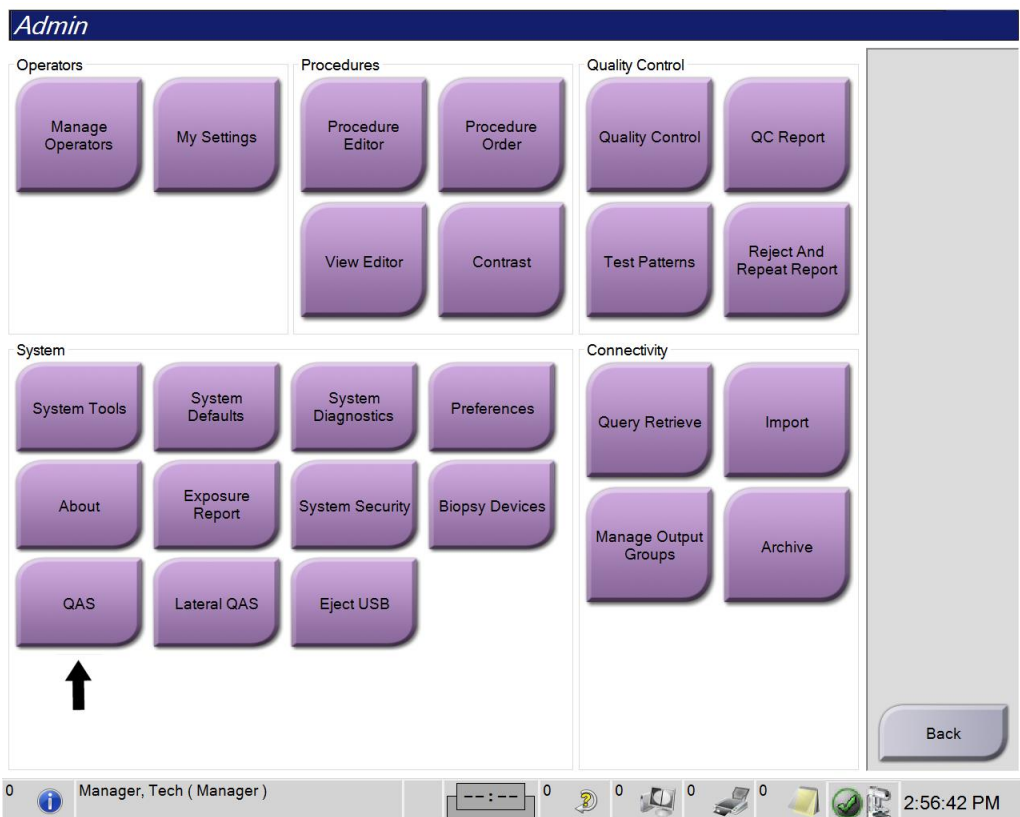 Admin
Operators
Manage
Operators
My Settings
Procedures
Procedure
Editor
Procedure
Order
View Editor
Contrast
Quality Control
Quality Control
QC Report
Test Patterns
Reject And
Repeat Report
System
System Tools
System
Defaults
System
Diagnostics
Preferences
About
Exposure
Report
System Security
Biopsy Devices
QAS
Lateral QAS
Eject USB
Connectivity
Query Retrieve
Import
Manage Output
Groups
Archive
Back
0
Manager, Tech ( Manager )
--:--
0
0
0
0
2:56:42 PM